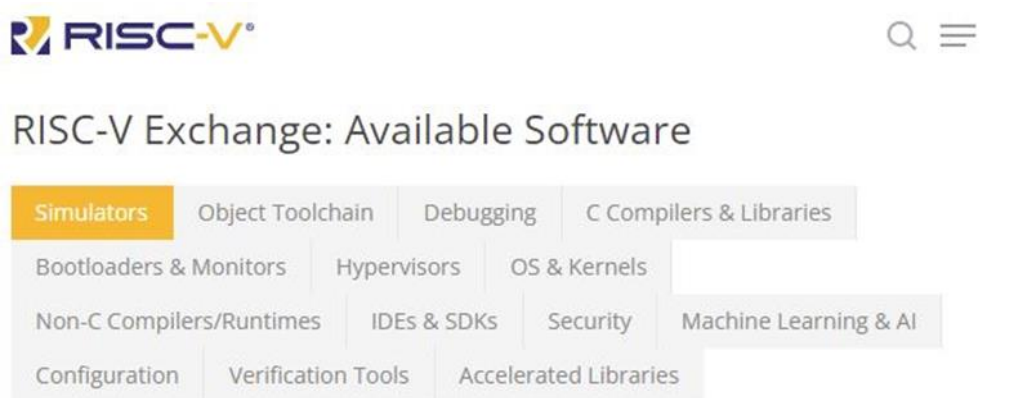 RISC-V®
RISC-V Exchange: Available Software
Simulators Object Toolchain Debugging C Compilers & Libraries
Bootloaders & Monitors Hypervisors OS & Kernels
Non-C Compilers/Runtimes IDEs & SDKs Security Machine Learning & AI
Configuration Verification Tools Accelerated Libraries